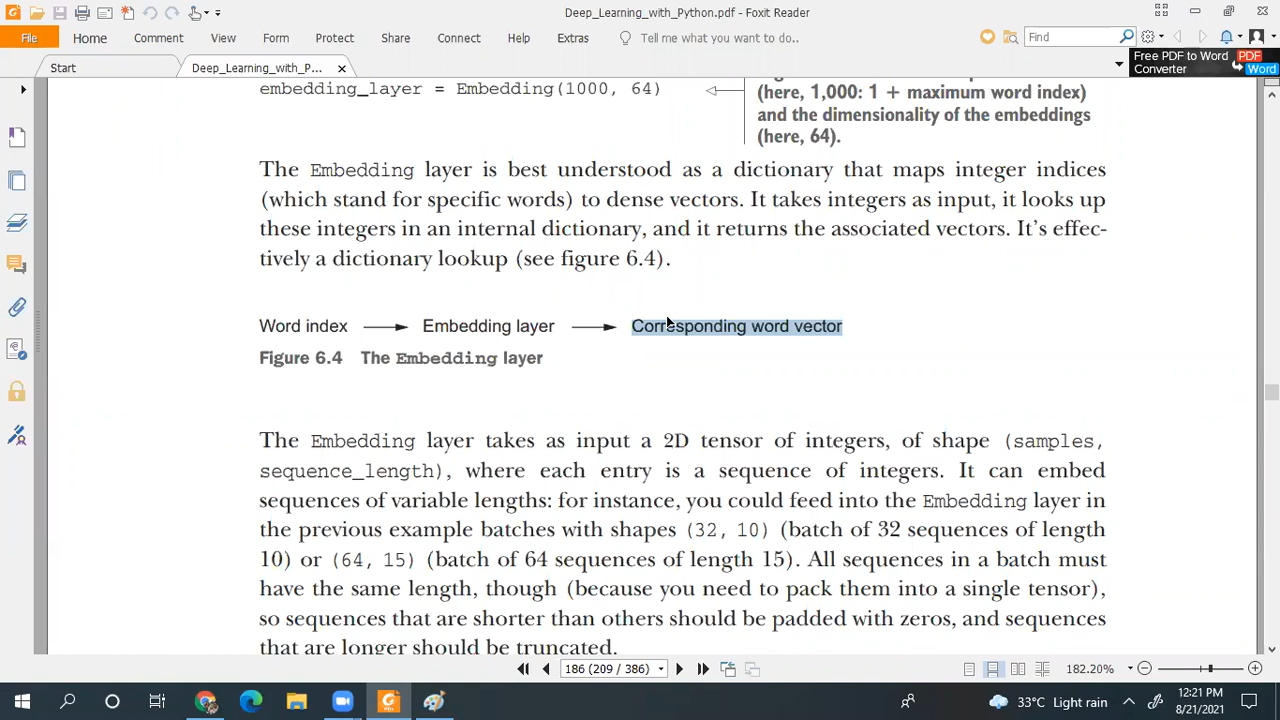 Deep_Learning_with_Python.pdf - Foxit Reader
File Home Comment View Form Protect Share Connect Help Extras Tell me what you want to do.. Find
Start Deep_Learning_with_P...
Free PDF to Word PDF
Converter Word
embedding_layer = Embedding(1000, 64)
(here, 1,000: 1 + maximum word index)
and the dimensionality of the embeddings
(here, 64).
The Embedding layer is best understood as a dictionary that maps integer indices
(which stand for specific words) to dense vectors. It takes integers as input, it looks up
these integers in an internal dictionary, and it returns the associated vectors. It's effec-
tively a dictionary lookup (see figure 6.4).
Word index Embedding layer Corresponding word vector
Figure 6.4 The Embedding layer
The Embedding layer takes as input a 2D tensor of integers, of shape (samples,
sequence_length), where each entry is a sequence of integers. It can embed
sequences of variable lengths: for instance, you could feed into the Embedding layer in
the previous example batches with shapes (32, 10) (batch of 32 sequences of length
10) or (64, 15) (batch of 64 sequences of length 15). All sequences in a batch must
have the same length, though (because you need to pack them into a single tensor),
so sequences that are shorter than others should be padded with zeros, and sequences
that are longer should be truncated.
186 (209 / 386) 182.20%
33°C Light rain 12:21 PM
8/21/2021